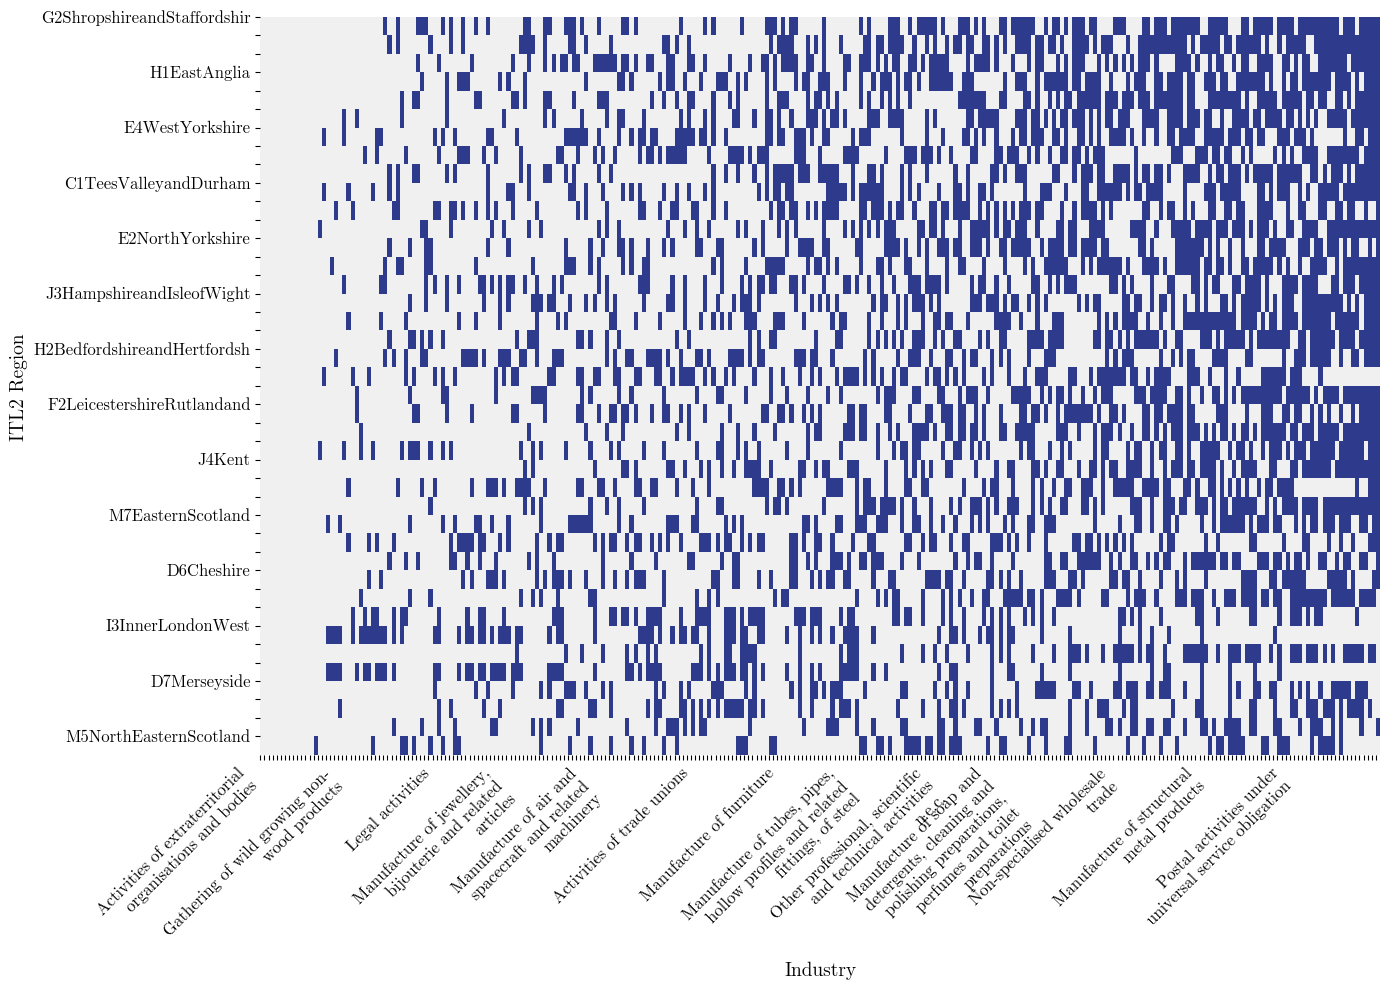 G2ShropshireandStaffordshir
H1EastAnglia
E4WestYorkshire
C1TeesValleyandDurham
E2NorthYorkshire
J3HampshireandIsleofWight
H2BedfordshireandHertfordsh
F2LeicestershireRutlandand
J4Kent
M7EasternScotland
D6Cheshire
I3InnerLondonWest
D7Merseyside
M5NorthEasternScotland
ITL2 Region
Activities of extraterritorial
organisations and bodies
Gathering of wild growing non-
wood products
Legal activities
Manufacture of jewellery,
bijouterie and related
articles
Manufacture of air and
spacecraft and related
machinery
Activities of trade unions
Manufacture of furniture
Manufacture of tubes, pipes,
hollow profiles and related
fittings, of steel
Other professional, scientific
and technical activities
n.e.c.
Manufacture of soap and
detergents, cleaning and
polishing preparations,
perfumes and toilet
preparations
Non-specialised wholesale
trade
Manufacture of structural
metal products
Postal activities under
universal service obligation
Industry